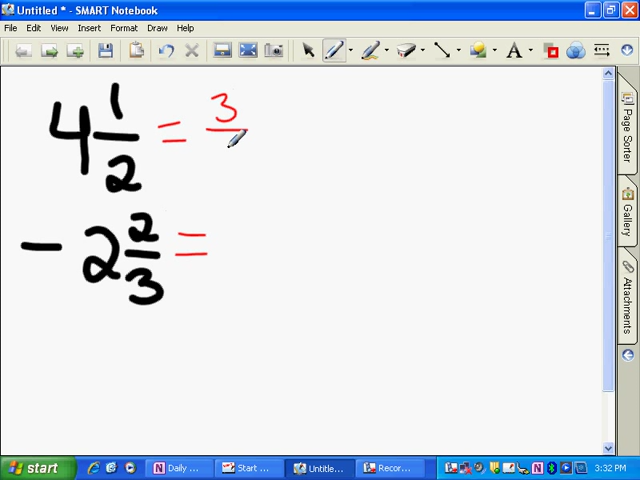 Untitled * - SMART Notebook
File Edit View Insert Format Draw Help
4 1/2 = 3/
- 2 2/3 =
Page Sorter
Gallery
Attachments
start
Daily ...
Start ...
Untitle...
Recor...
3:32 PM